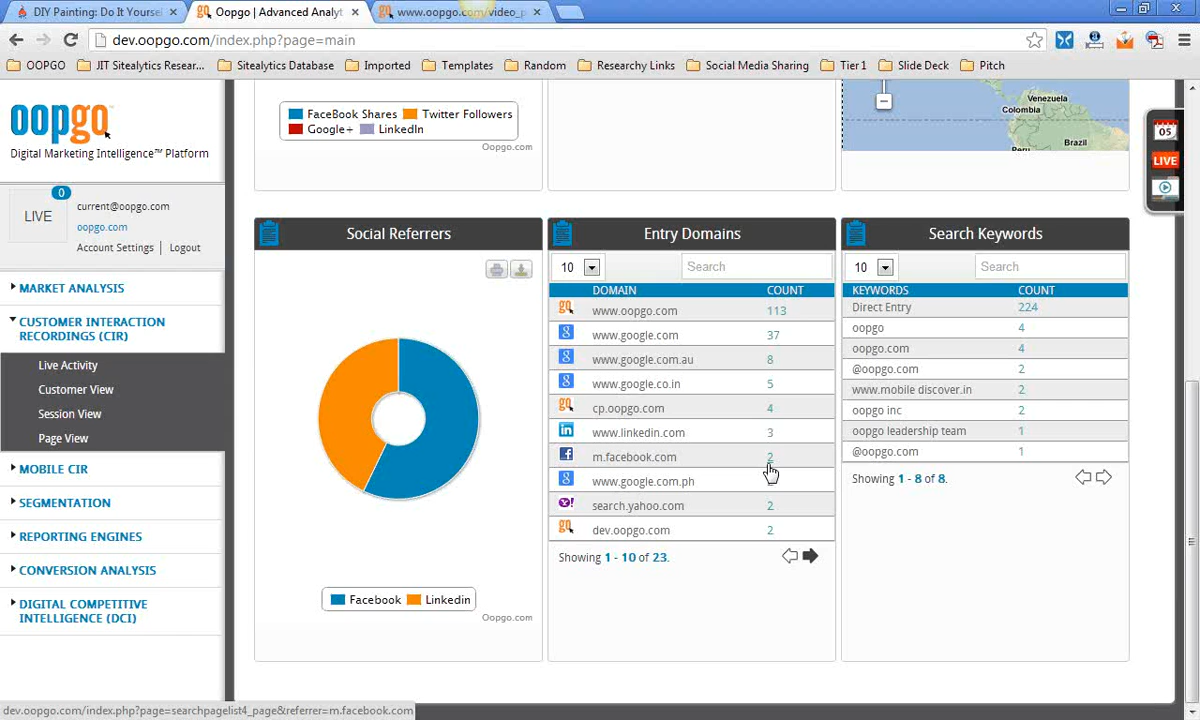 DIY Painting: Do It Yourse
Oopgo | Advanced Analyt
www.oopgo.com/video_p
dev.oopgo.com/index.php?page=main
OOPGO
JIT Sitealytics Resear...
Sitealytics Database
Imported
Templates
Random
Researchy Links
Social Media Sharing
Tier 1
Slide Deck
Pitch
oopgo
Digital Marketing Intelligence™ Platform
0
LIVE
current@oopgo.com
oopgo.com
Account Settings | Logout
MARKET ANALYSIS
CUSTOMER INTERACTION
RECORDINGS (CIR)
Live Activity
Customer View
Session View
Page View
MOBILE CIR
SEGMENTATION
REPORTING ENGINES
CONVERSION ANALYSIS
DIGITAL COMPETITIVE
INTELLIGENCE (DCI)
FaceBook Shares Twitter Followers
Google+ LinkedIn
Oopgo.com
Venezuela
Colombia
Brazil
Peru
05
LIVE
Social Referrers
Facebook Linkedin
Oopgo.com
Entry Domains
10
Search
DOMAIN COUNT
www.oopgo.com 113
www.google.com 37
www.google.com.au 8
www.google.co.in 5
cp.oopgo.com 4
www.linkedin.com 3
m.facebook.com 2
www.google.com.ph
search.yahoo.com 2
dev.oopgo.com 2
Showing 1 - 10 of 23.
Search Keywords
10
Search
KEYWORDS COUNT
Direct Entry 224
oopgo 4
oopgo.com 4
@oopgo.com 2
www.mobile discover.in 2
oopgo inc 2
oopgo leadership team 1
@oopgo.com 1
Showing 1 - 8 of 8.
dev.oopgo.com/index.php?page=searchpagelist4_page&referrer=m.facebook.com